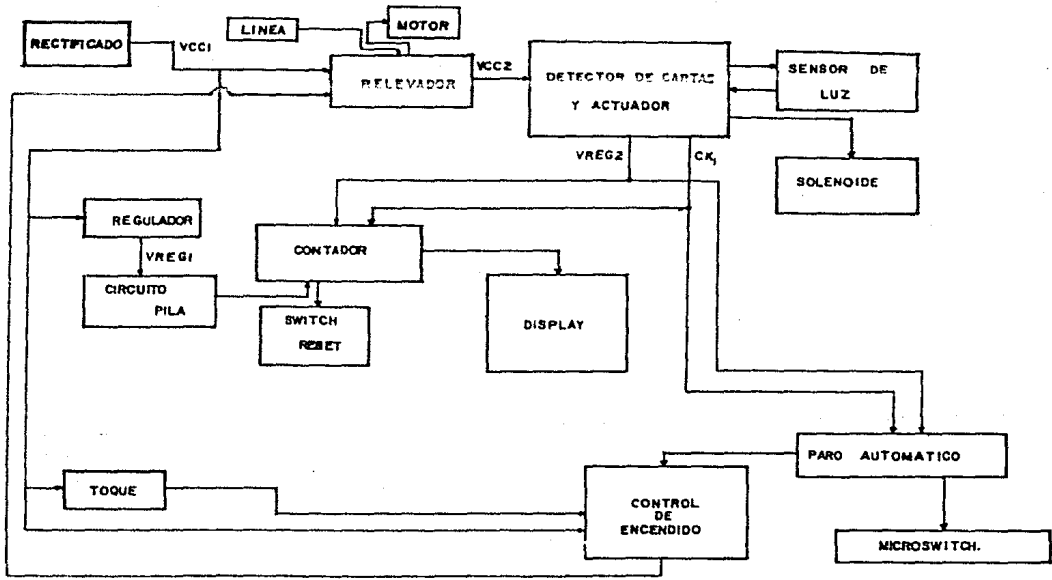 MOTOR
LINEA
RECTIFICADO
VCC1
RELEVADOR
VCC2
DETECTOR DE CARTAS
Y ACTUADOR
SENSOR DE
LUZ
VREG2
CK1
SOLENOIDE
REGULADOR
VREG1
CONTADOR
CIRCUITO
PILA
SWITCH
RESET
DISPLAY
PARO AUTOMATICO
TOQUE
CONTROL
DE
ENCENDIDO
MICROSWITCH.